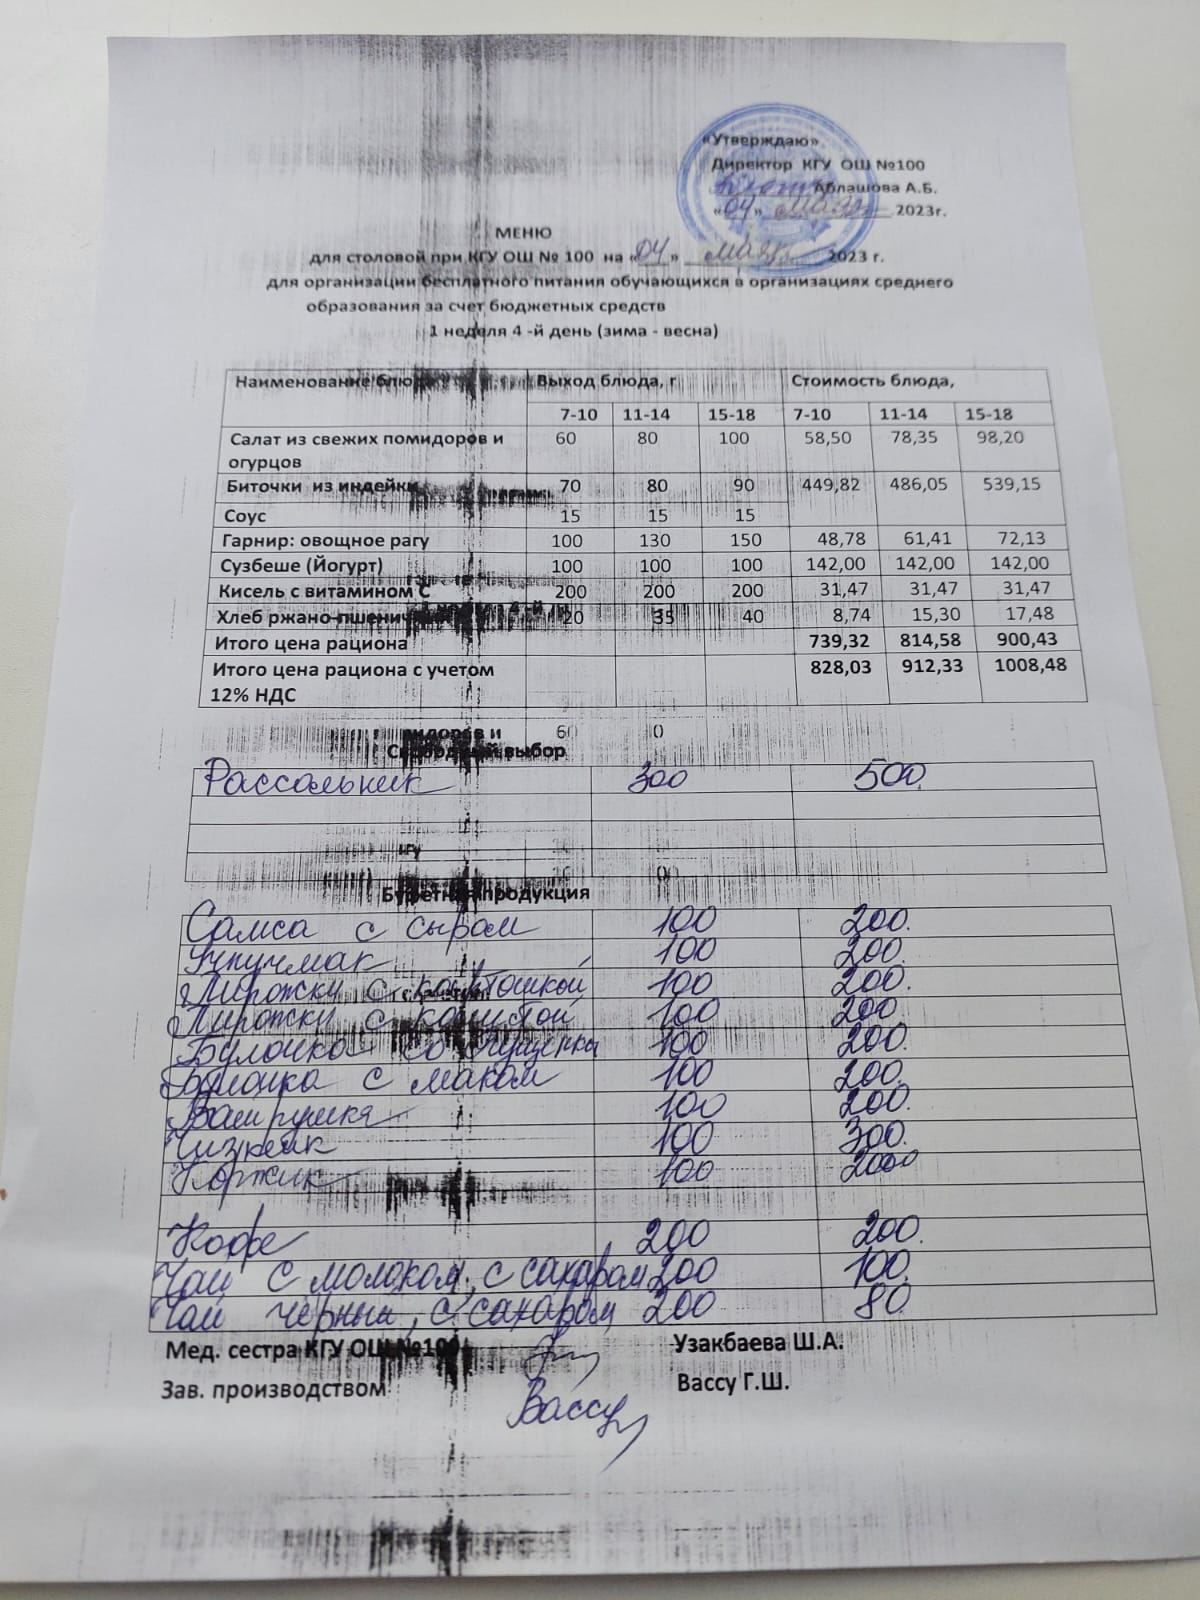 «Утверждаю»
Директор КГУ ОШ №100
Аблашова А.Б.
«04» мая 2023г.
МЕНЮ
для столовой при КГУ ОШ № 100 на «04» мая 2023 г.
для организации бесплатного питания обучающихся в организациях среднего
образования за счет бюджетных средств
1 неделя 4 -й день (зима - весна)
Наименование блюда Выход блюда, г Стоимость блюда,
7-10 11-14 15-18 7-10 11-14 15-18
Салат из свежих помидоров и 60 80 100 58,50 78,35 98,20
огурцов
Биточки из индейки 70 80 90 449,82 486,05 539,15
Соус 15 15 15
Гарнир: овощное рагу 100 130 150 48,78 61,41 72,13
Сузбеше (Йогурт) 100 100 100 142,00 142,00 142,00
Кисель с витамином С 200 200 200 31,47 31,47 31,47
Хлеб ржано-пшеничный 20 35 40 8,74 15,30 17,48
Итого цена рациона 739,32 814,58 900,43
Итого цена рациона с учетом 828,03 912,33 1008,48
12% НДС
Свободный выбор
Рассольник 300 500.
Буфетная продукция
Самса с сыром 100 200.
Учпучмак 100 200.
Пирожки с картошкой 100 200.
Пирожки с капустой 100 200
Булочка со сгущенки 100 200.
Булочка с маком 100 200.
Ватрушка 100 200.
Чизкейк 100 300.
Коржик 100
Кофе 200 200.
Чай с молоком, с сахаром 200 100.
Чай черный, с сахаром 200 80.
Мед. сестра КГУ ОШ №100 Узакбаева Ш.А.
Зав. производством Вассу Г.Ш.
Вассу